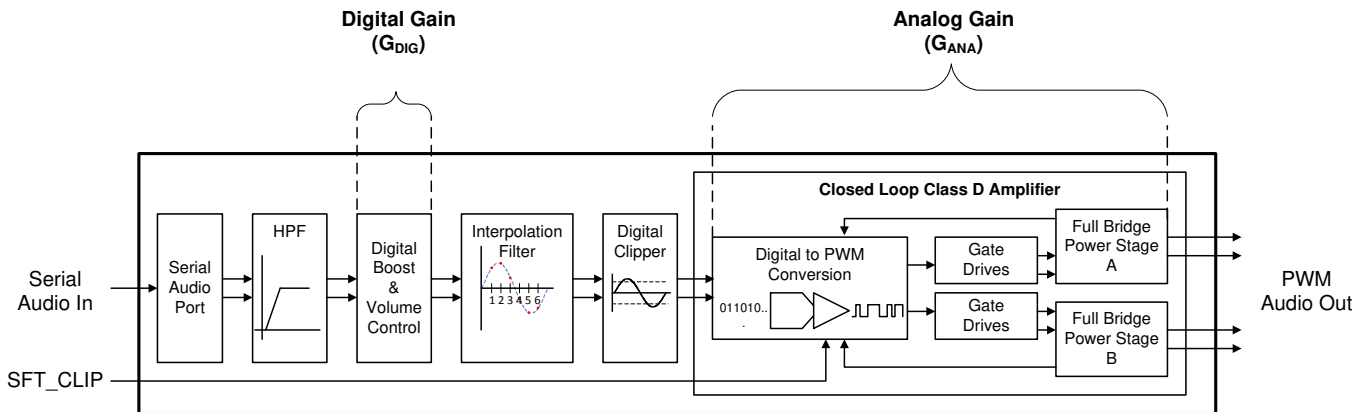 Digital Gain
(GDIG)
Analog Gain
(GANA)
Closed Loop Class D Amplifier
Serial
Audio In
Serial
Audio
Port
HPF
Digital
Boost
&
Volume
Control
Interpolation
Filter
1 2 3 4 5 6
Digital
Clipper
Digital to PWM
Conversion
011010..
.
Gate
Drives
Gate
Drives
Full Bridge
Power Stage
A
Full Bridge
Power Stage
B
PWM
Audio Out
SFT_CLIP